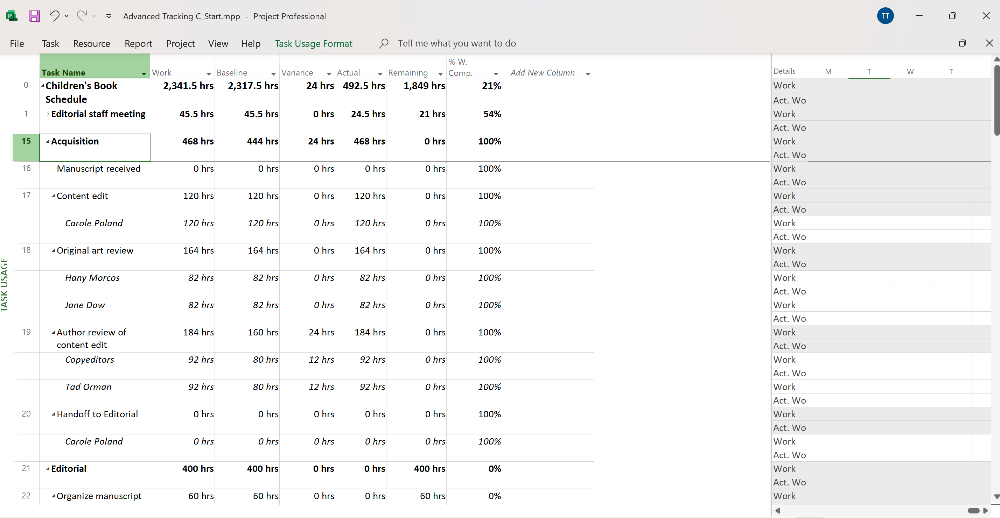 Advanced Tracking C_Start.mpp - Project Professional
TT
File Task Resource Report Project View Help Task Usage Format Tell me what you want to do
Task Name Work Baseline Variance Actual Remaining % W. Comp. Add New Column Details M T W T
0 Children's Book Schedule 2,341.5 hrs 2,317.5 hrs 24 hrs 492.5 hrs 1,849 hrs 21% Work
Act. Wo
1 Editorial staff meeting 45.5 hrs 45.5 hrs 0 hrs 24.5 hrs 21 hrs 54% Work
Act. Wo
15 Acquisition 468 hrs 444 hrs 24 hrs 468 hrs 0 hrs 100% Work
Act. Wo
16 Manuscript received 0 hrs 0 hrs 0 hrs 0 hrs 0 hrs 100% Work
Act. Wo
17 Content edit 120 hrs 120 hrs 0 hrs 120 hrs 0 hrs 100% Work
Act. Wo
Carole Poland 120 hrs 120 hrs 0 hrs 120 hrs 0 hrs 100% Work
Act. Wo
18 Original art review 164 hrs 164 hrs 0 hrs 164 hrs 0 hrs 100% Work
Act. Wo
Hany Morcos 82 hrs 82 hrs 0 hrs 82 hrs 0 hrs 100% Work
Act. Wo
Jane Dow 82 hrs 82 hrs 0 hrs 82 hrs 0 hrs 100% Work
Act. Wo
19 Author review of content edit 184 hrs 160 hrs 24 hrs 184 hrs 0 hrs 100% Work
Act. Wo
Copyeditors 92 hrs 80 hrs 12 hrs 92 hrs 0 hrs 100% Work
Act. Wo
Tad Orman 92 hrs 80 hrs 12 hrs 92 hrs 0 hrs 100% Work
Act. Wo
20 Handoff to Editorial 0 hrs 0 hrs 0 hrs 0 hrs 0 hrs 100% Work
Act. Wo
Carole Poland 0 hrs 0 hrs 0 hrs 0 hrs 0 hrs 100% Work
Act. Wo
21 Editorial 400 hrs 400 hrs 0 hrs 0 hrs 400 hrs 0% Work
Act. Wo
22 Organize manuscript 60 hrs 60 hrs 0 hrs 0 hrs 60 hrs 0% Work
TASK USAGE